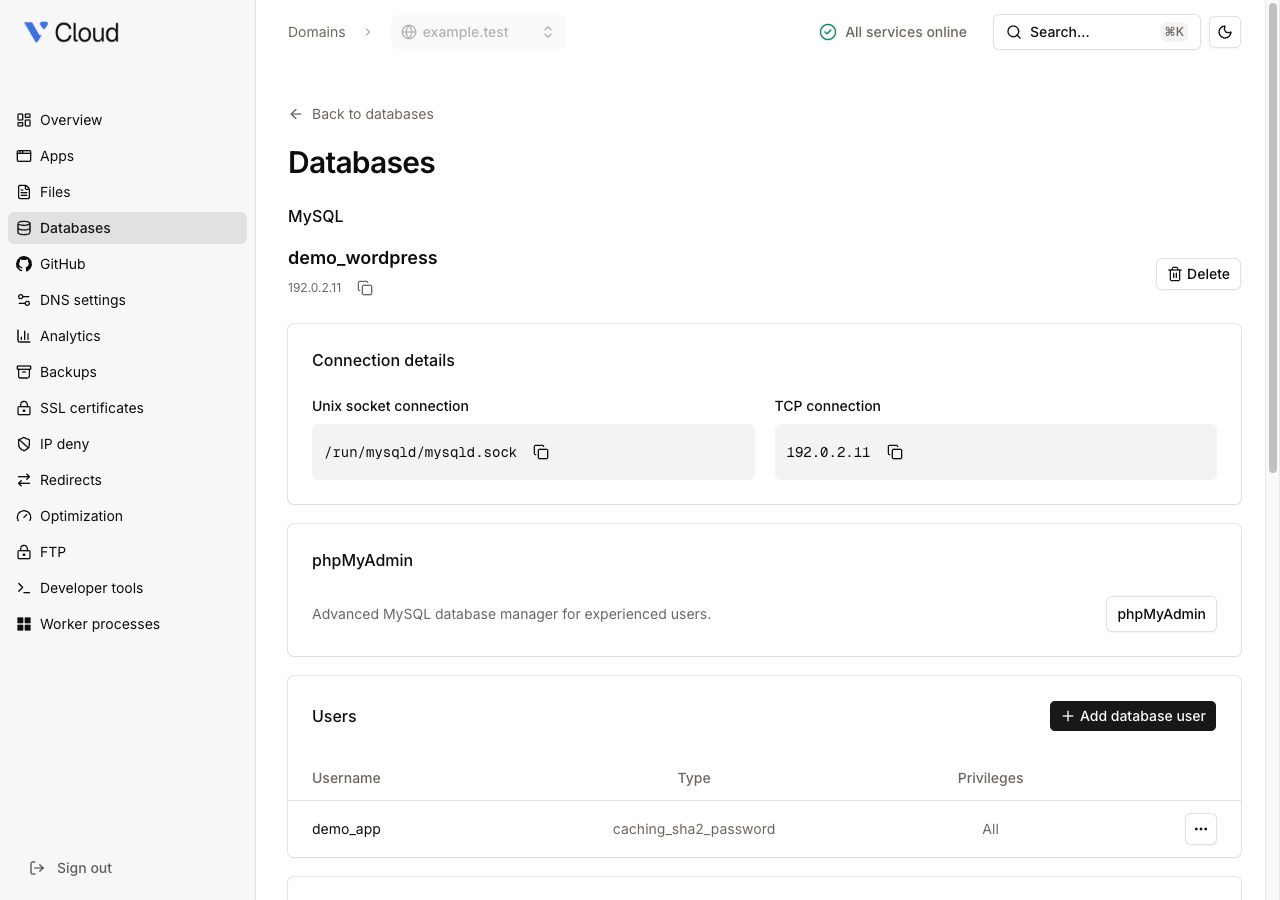 Cloud
Domains
example.test
All services online
Search...
⌘K
Overview
Apps
Files
Databases
GitHub
DNS settings
Analytics
Backups
SSL certificates
IP deny
Redirects
Optimization
FTP
Developer tools
Worker processes
Sign out
Back to databases
Databases
MySQL
demo_wordpress
192.0.2.11
Delete
Connection details
Unix socket connection
TCP connection
/run/mysqld/mysqld.sock
192.0.2.11
phpMyAdmin
Advanced MySQL database manager for experienced users.
phpMyAdmin
Users
Add database user
Username Type Privileges
demo_app caching_sha2_password All